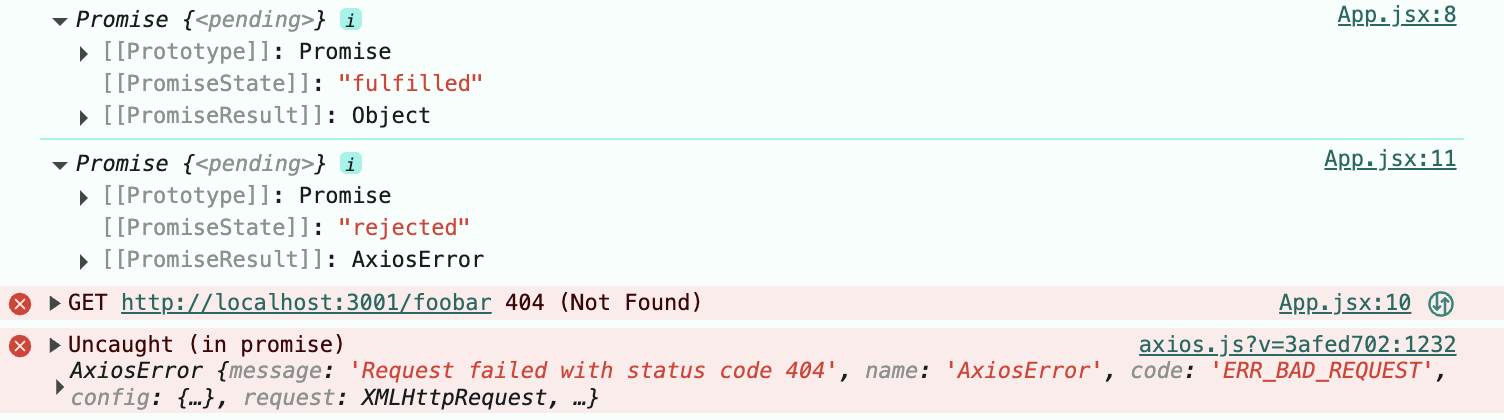 Promise {<pending>} i App.jsx:8
[[Prototype]]: Promise
[[PromiseState]]: "fulfilled"
[[PromiseResult]]: Object
Promise {<pending>} i App.jsx:11
[[Prototype]]: Promise
[[PromiseState]]: "rejected"
[[PromiseResult]]: AxiosError
GET http://localhost:3001/foobar 404 (Not Found) App.jsx:10
Uncaught (in promise) axios.js?v=3afed702:1232
AxiosError {message: 'Request failed with status code 404', name: 'AxiosError', code: 'ERR_BAD_REQUEST',
config: {…}, request: XMLHttpRequest, …}